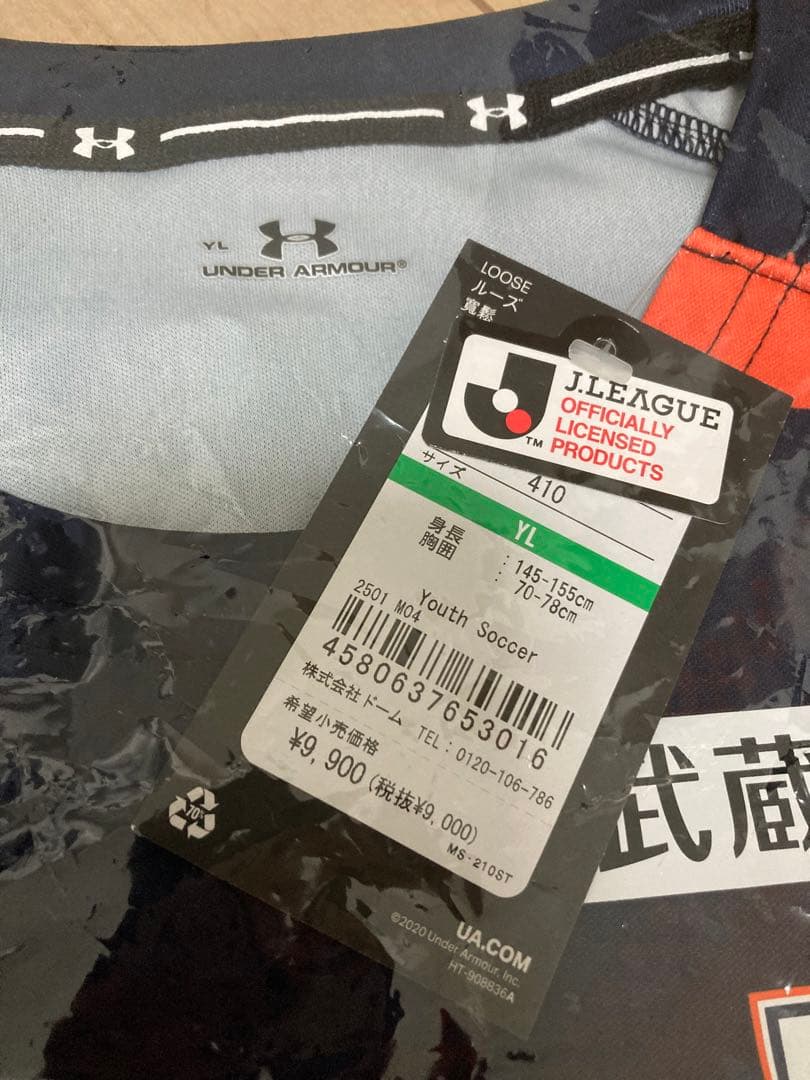 YL
UNDER ARMOUR®
LOOSE
ルーズ
寬鬆
J.LEAGUE
OFFICIALLY
LICENSED
PRODUCTS
TM
サイズ
410
YL
身長 : 145-155cm
胸囲 : 70-78cm
2501 M04
Youth Soccer
4580637653016
株式会社ドーム TEL: 0120-106-786
希望小売価格
¥9,900(税抜¥9,000)
MS-210ST
70%
UA.COM
©2020 Under Armour, Inc.
HT-908836A
武蔵